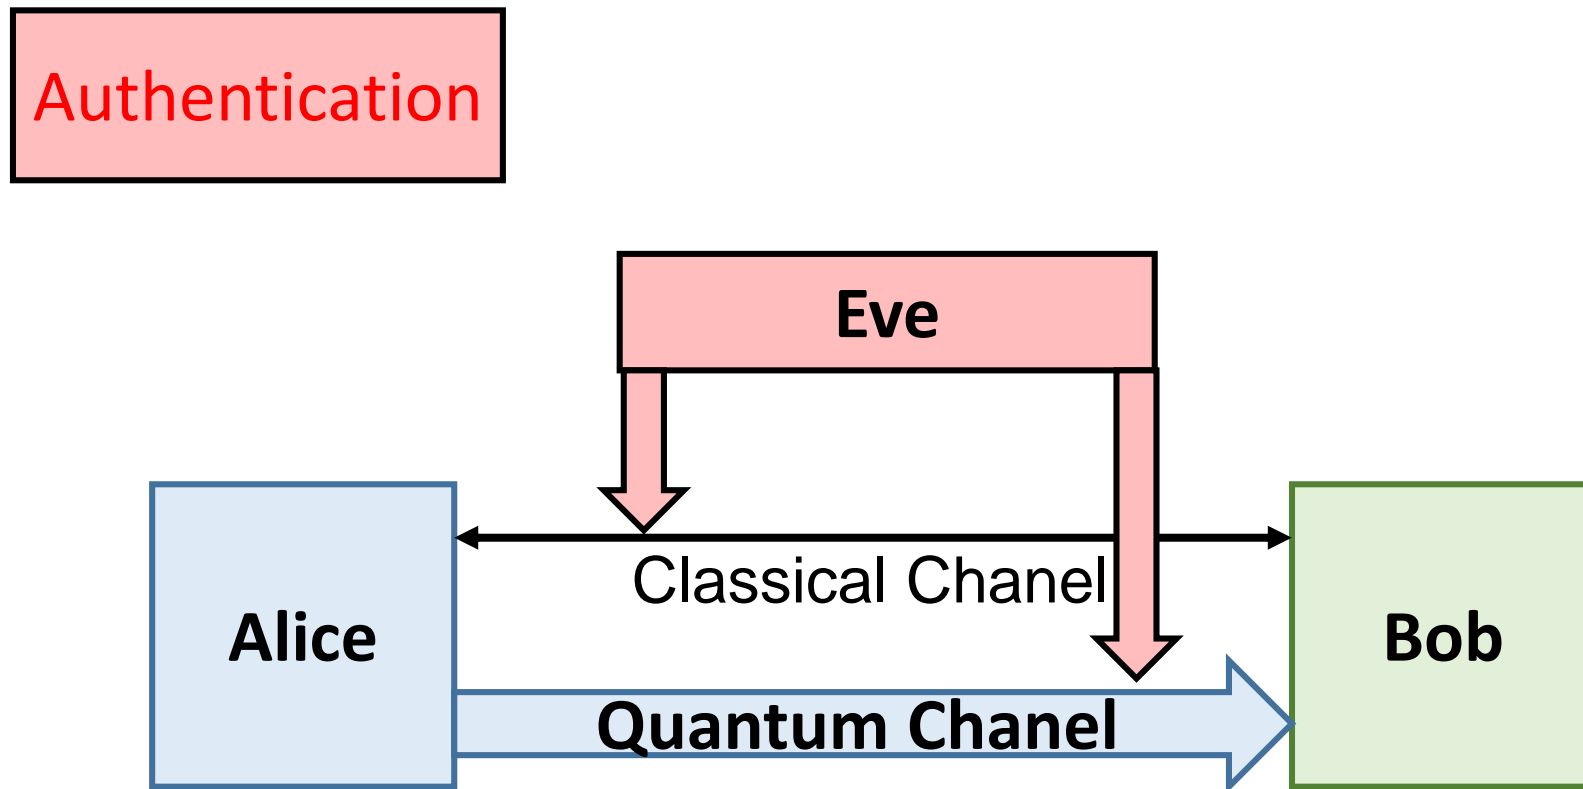 Authentication
Eve
Classical Chanel
Alice
Bob
Quantum Chanel